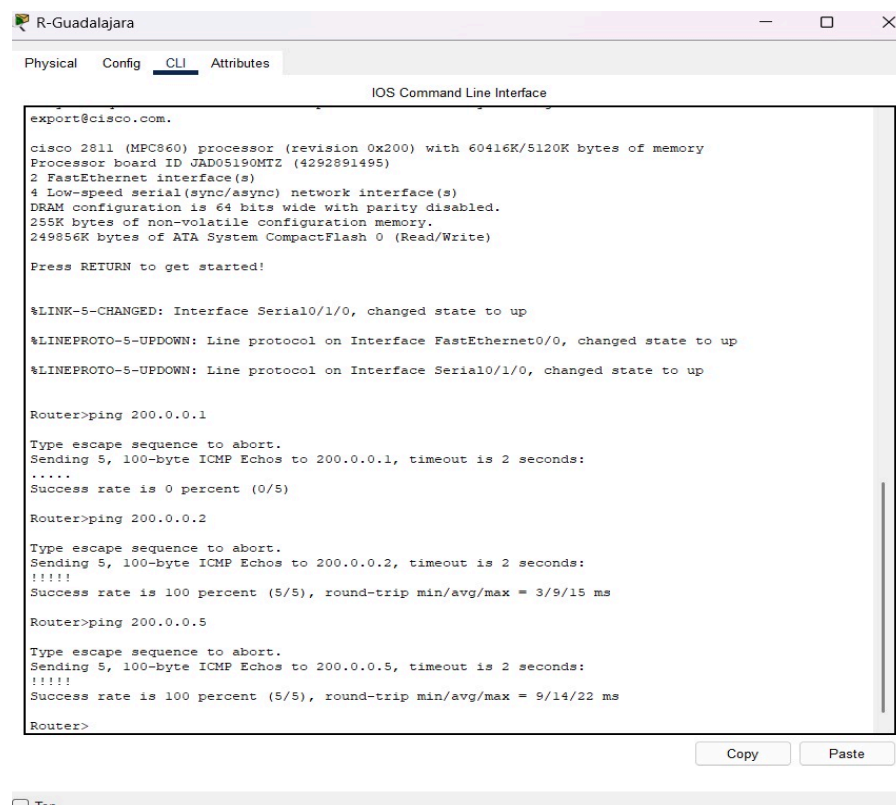 R-Guadalajara
Physical Config CLI Attributes
IOS Command Line Interface
export@cisco.com.
cisco 2811 (MPC860) processor (revision 0x200) with 60416K/5120K bytes of memory
Processor board ID JAD05190MTZ (4292891495)
2 FastEthernet interface(s)
4 Low-speed serial(sync/async) network interface(s)
DRAM configuration is 64 bits wide with parity disabled.
255K bytes of non-volatile configuration memory.
249856K bytes of ATA System CompactFlash 0 (Read/Write)
Press RETURN to get started!
%LINK-5-CHANGED: Interface Serial0/1/0, changed state to up
%LINEPROTO-5-UPDOWN: Line protocol on Interface FastEthernet0/0, changed state to up
%LINEPROTO-5-UPDOWN: Line protocol on Interface Serial0/1/0, changed state to up
Router>ping 200.0.0.1
Type escape sequence to abort.
Sending 5, 100-byte ICMP Echos to 200.0.0.1, timeout is 2 seconds:
.....
Success rate is 0 percent (0/5)
Router>ping 200.0.0.2
Type escape sequence to abort.
Sending 5, 100-byte ICMP Echos to 200.0.0.2, timeout is 2 seconds:
!!!!!
Success rate is 100 percent (5/5), round-trip min/avg/max = 3/9/15 ms
Router>ping 200.0.0.5
Type escape sequence to abort.
Sending 5, 100-byte ICMP Echos to 200.0.0.5, timeout is 2 seconds:
!!!!!
Success rate is 100 percent (5/5), round-trip min/avg/max = 9/14/22 ms
Router>
Copy Paste